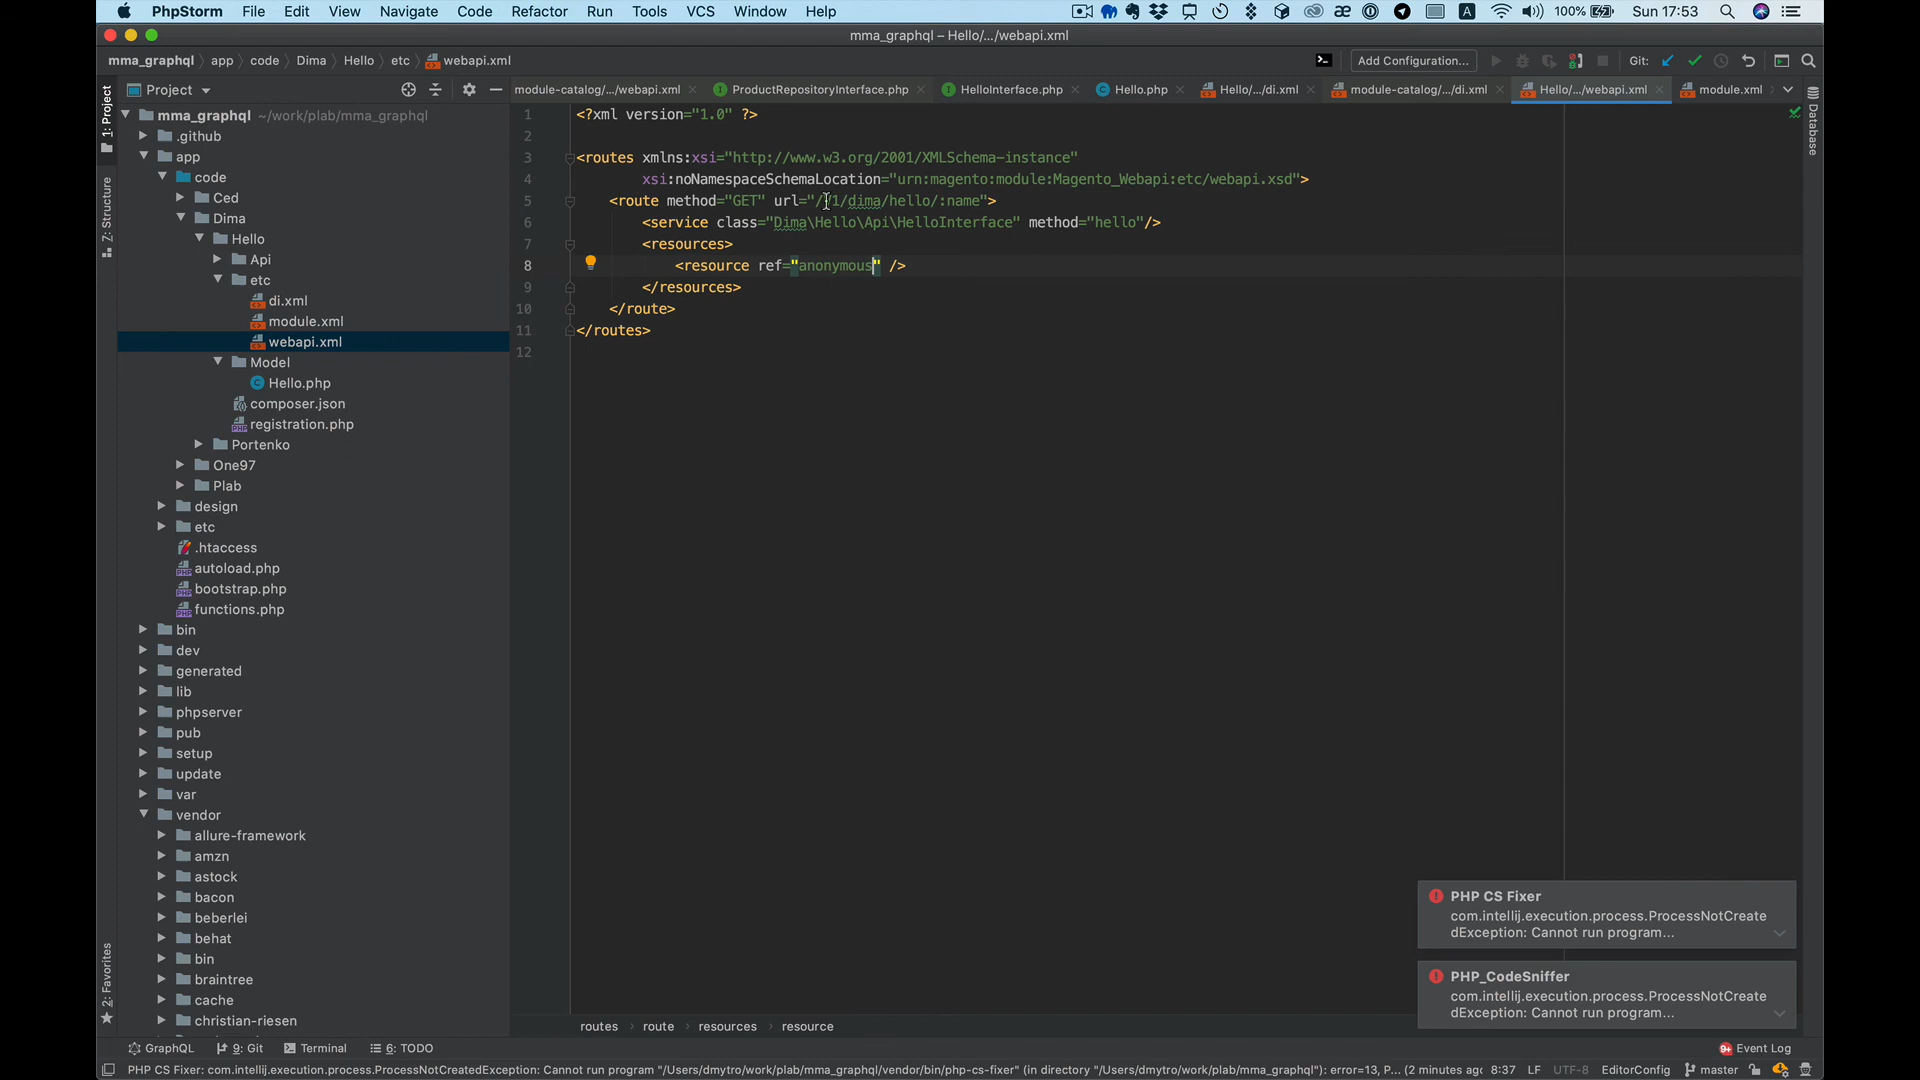 PhpStorm File Edit View Navigate Code Refactor Run Tools VCS Window Help 100% Sun 17:53
mma_graphql – Hello/.../webapi.xml
mma_graphql app code Dima Hello etc webapi.xml Add Configuration... Git:
Project
module-catalog/.../webapi.xml ProductRepositoryInterface.php HelloInterface.php Hello.php Hello/.../di.xml module-catalog/.../di.xml Hello/.../webapi.xml module.xml
1: Project
7: Structure
2: Favorites
Database
mma_graphql ~/work/plab/mma_graphql
.github
app
code
Ced
Dima
Hello
Api
etc
di.xml
module.xml
webapi.xml
Model
Hello.php
composer.json
registration.php
Portenko
One97
Plab
design
etc
.htaccess
autoload.php
bootstrap.php
functions.php
bin
dev
generated
lib
phpserver
pub
setup
update
var
vendor
allure-framework
amzn
astock
bacon
beberlei
behat
bin
braintree
cache
christian-riesen
1 <?xml version="1.0" ?>
2
3 <routes xmlns:xsi="http://www.w3.org/2001/XMLSchema-instance"
4 xsi:noNamespaceSchemaLocation="urn:magento:module:Magento_Webapi:etc/webapi.xsd">
5 <route method="GET" url="/V1/dima/hello/:name">
6 <service class="Dima\Hello\Api\HelloInterface" method="hello"/>
7 <resources>
8 <resource ref="anonymous" />
9 </resources>
10 </route>
11 </routes>
12
PHP CS Fixer
com.intellij.execution.process.ProcessNotCreate
dException: Cannot run program...
PHP_CodeSniffer
com.intellij.execution.process.ProcessNotCreate
dException: Cannot run program...
routes route resources resource
GraphQL 9: Git Terminal 6: TODO 9+ Event Log
PHP CS Fixer: com.intellij.execution.process.ProcessNotCreatedException: Cannot run program "/Users/dmytro/work/plab/mma_graphql/vendor/bin/php-cs-fixer" (in directory "/Users/dmytro/work/plab/mma_graphql"): error=13, P... (2 minutes agc 8:37 LF UTF-8 EditorConfig master